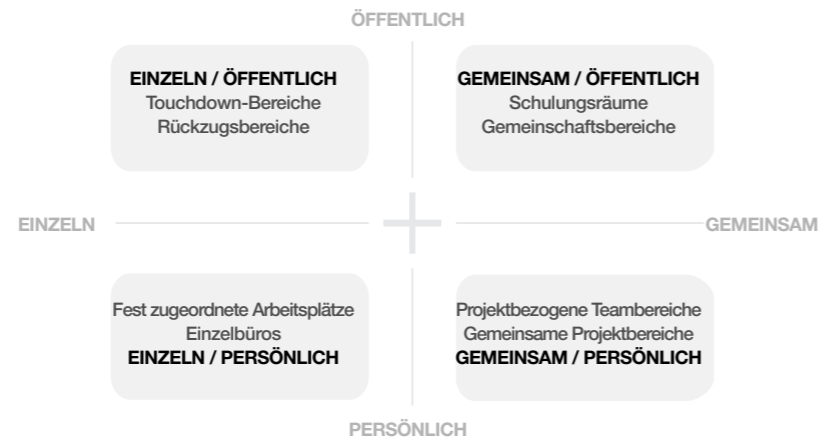 ÖFFENTLICH
EINZELN / ÖFFENTLICH
Touchdown-Bereiche
Rückzugsbereiche
GEMEINSAM / ÖFFENTLICH
Schulungsräume
Gemeinschaftsbereiche
EINZELN
GEMEINSAM
Fest zugeordnete Arbeitsplätze
Einzelbüros
EINZELN / PERSÖNLICH
Projektbezogene Teambereiche
Gemeinsame Projektbereiche
GEMEINSAM / PERSÖNLICH
PERSÖNLICH